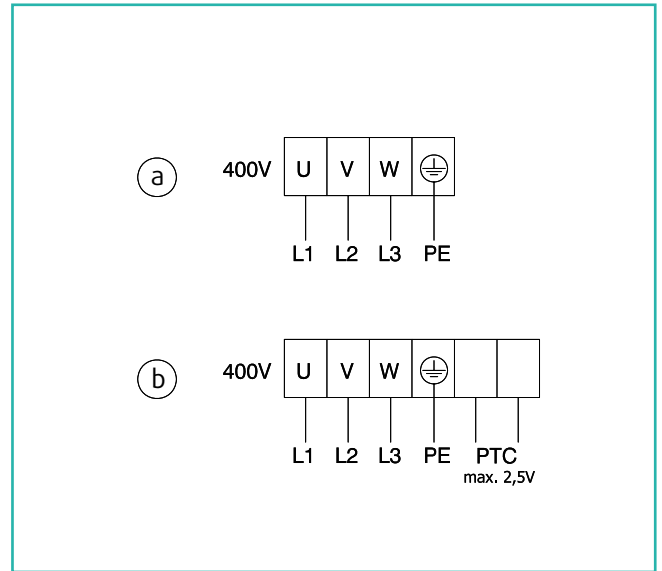 a 400V U V W
L1 L2 L3 PE
b 400V U V W
L1 L2 L3 PE PTC
max. 2,5V